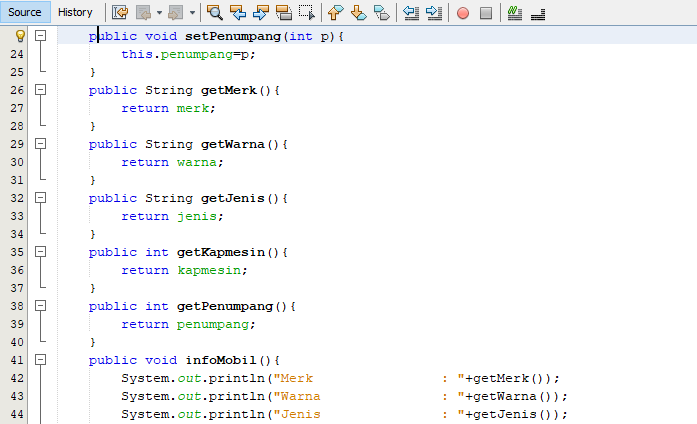 Source History
public void setPenumpang(int p){
24 this.penumpang=p;
25 }
26 public String getMerk(){
27 return merk;
28 }
29 public String getWarna(){
30 return warna;
31 }
32 public String getJenis(){
33 return jenis;
34 }
35 public int getKapmesin(){
36 return kapmesin;
37 }
38 public int getPenumpang(){
39 return penumpang;
40 }
41 public void infoMobil(){
42 System.out.println("Merk                : "+getMerk());
43 System.out.println("Warna               : "+getWarna());
44 System.out.println("Jenis               : "+getJenis());